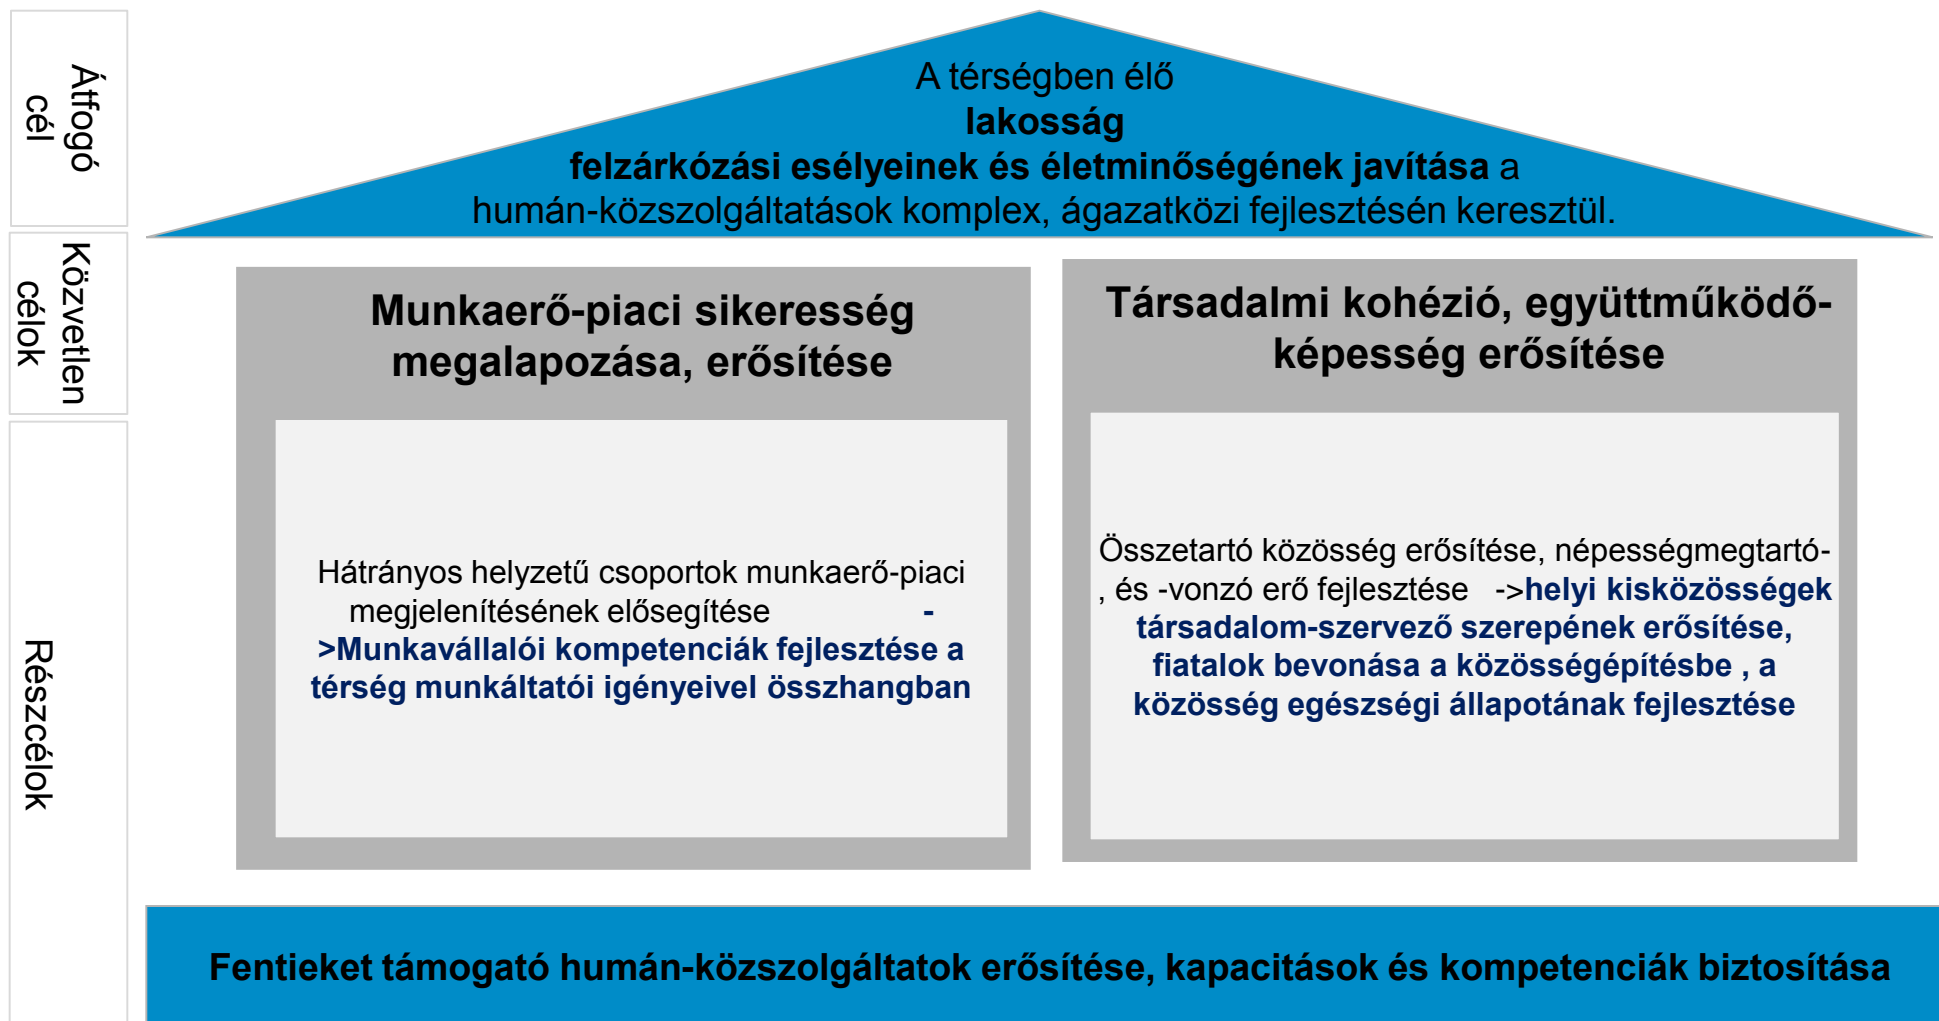 Átfogó
cél
A térségben élő
lakosság
felzárkózási esélyeinek és életminőségének javítása a
humán-közszolgáltatások komplex, ágazatközi fejlesztésén keresztül.
Közvetlen
célok
Munkaerő-piaci sikeresség
megalapozása, erősítése
Társadalmi kohézió, együttműködő-
képesség erősítése
Részcélok
Hátrányos helyzetű csoportok munkaerő-piaci
megjelenítésének elősegítése -
>Munkavállalói kompetenciák fejlesztése a
térség munkáltatói igényeivel összhangban
Összetartó közösség erősítése, népességmegtartó-
, és -vonzó erő fejlesztése ->helyi kisközösségek
társadalom-szervező szerepének erősítése,
fiatalok bevonása a közösségépítésbe , a
közösség egészségi állapotának fejlesztése
Fentieket támogató humán-közszolgáltatok erősítése, kapacitások és kompetenciák biztosítása